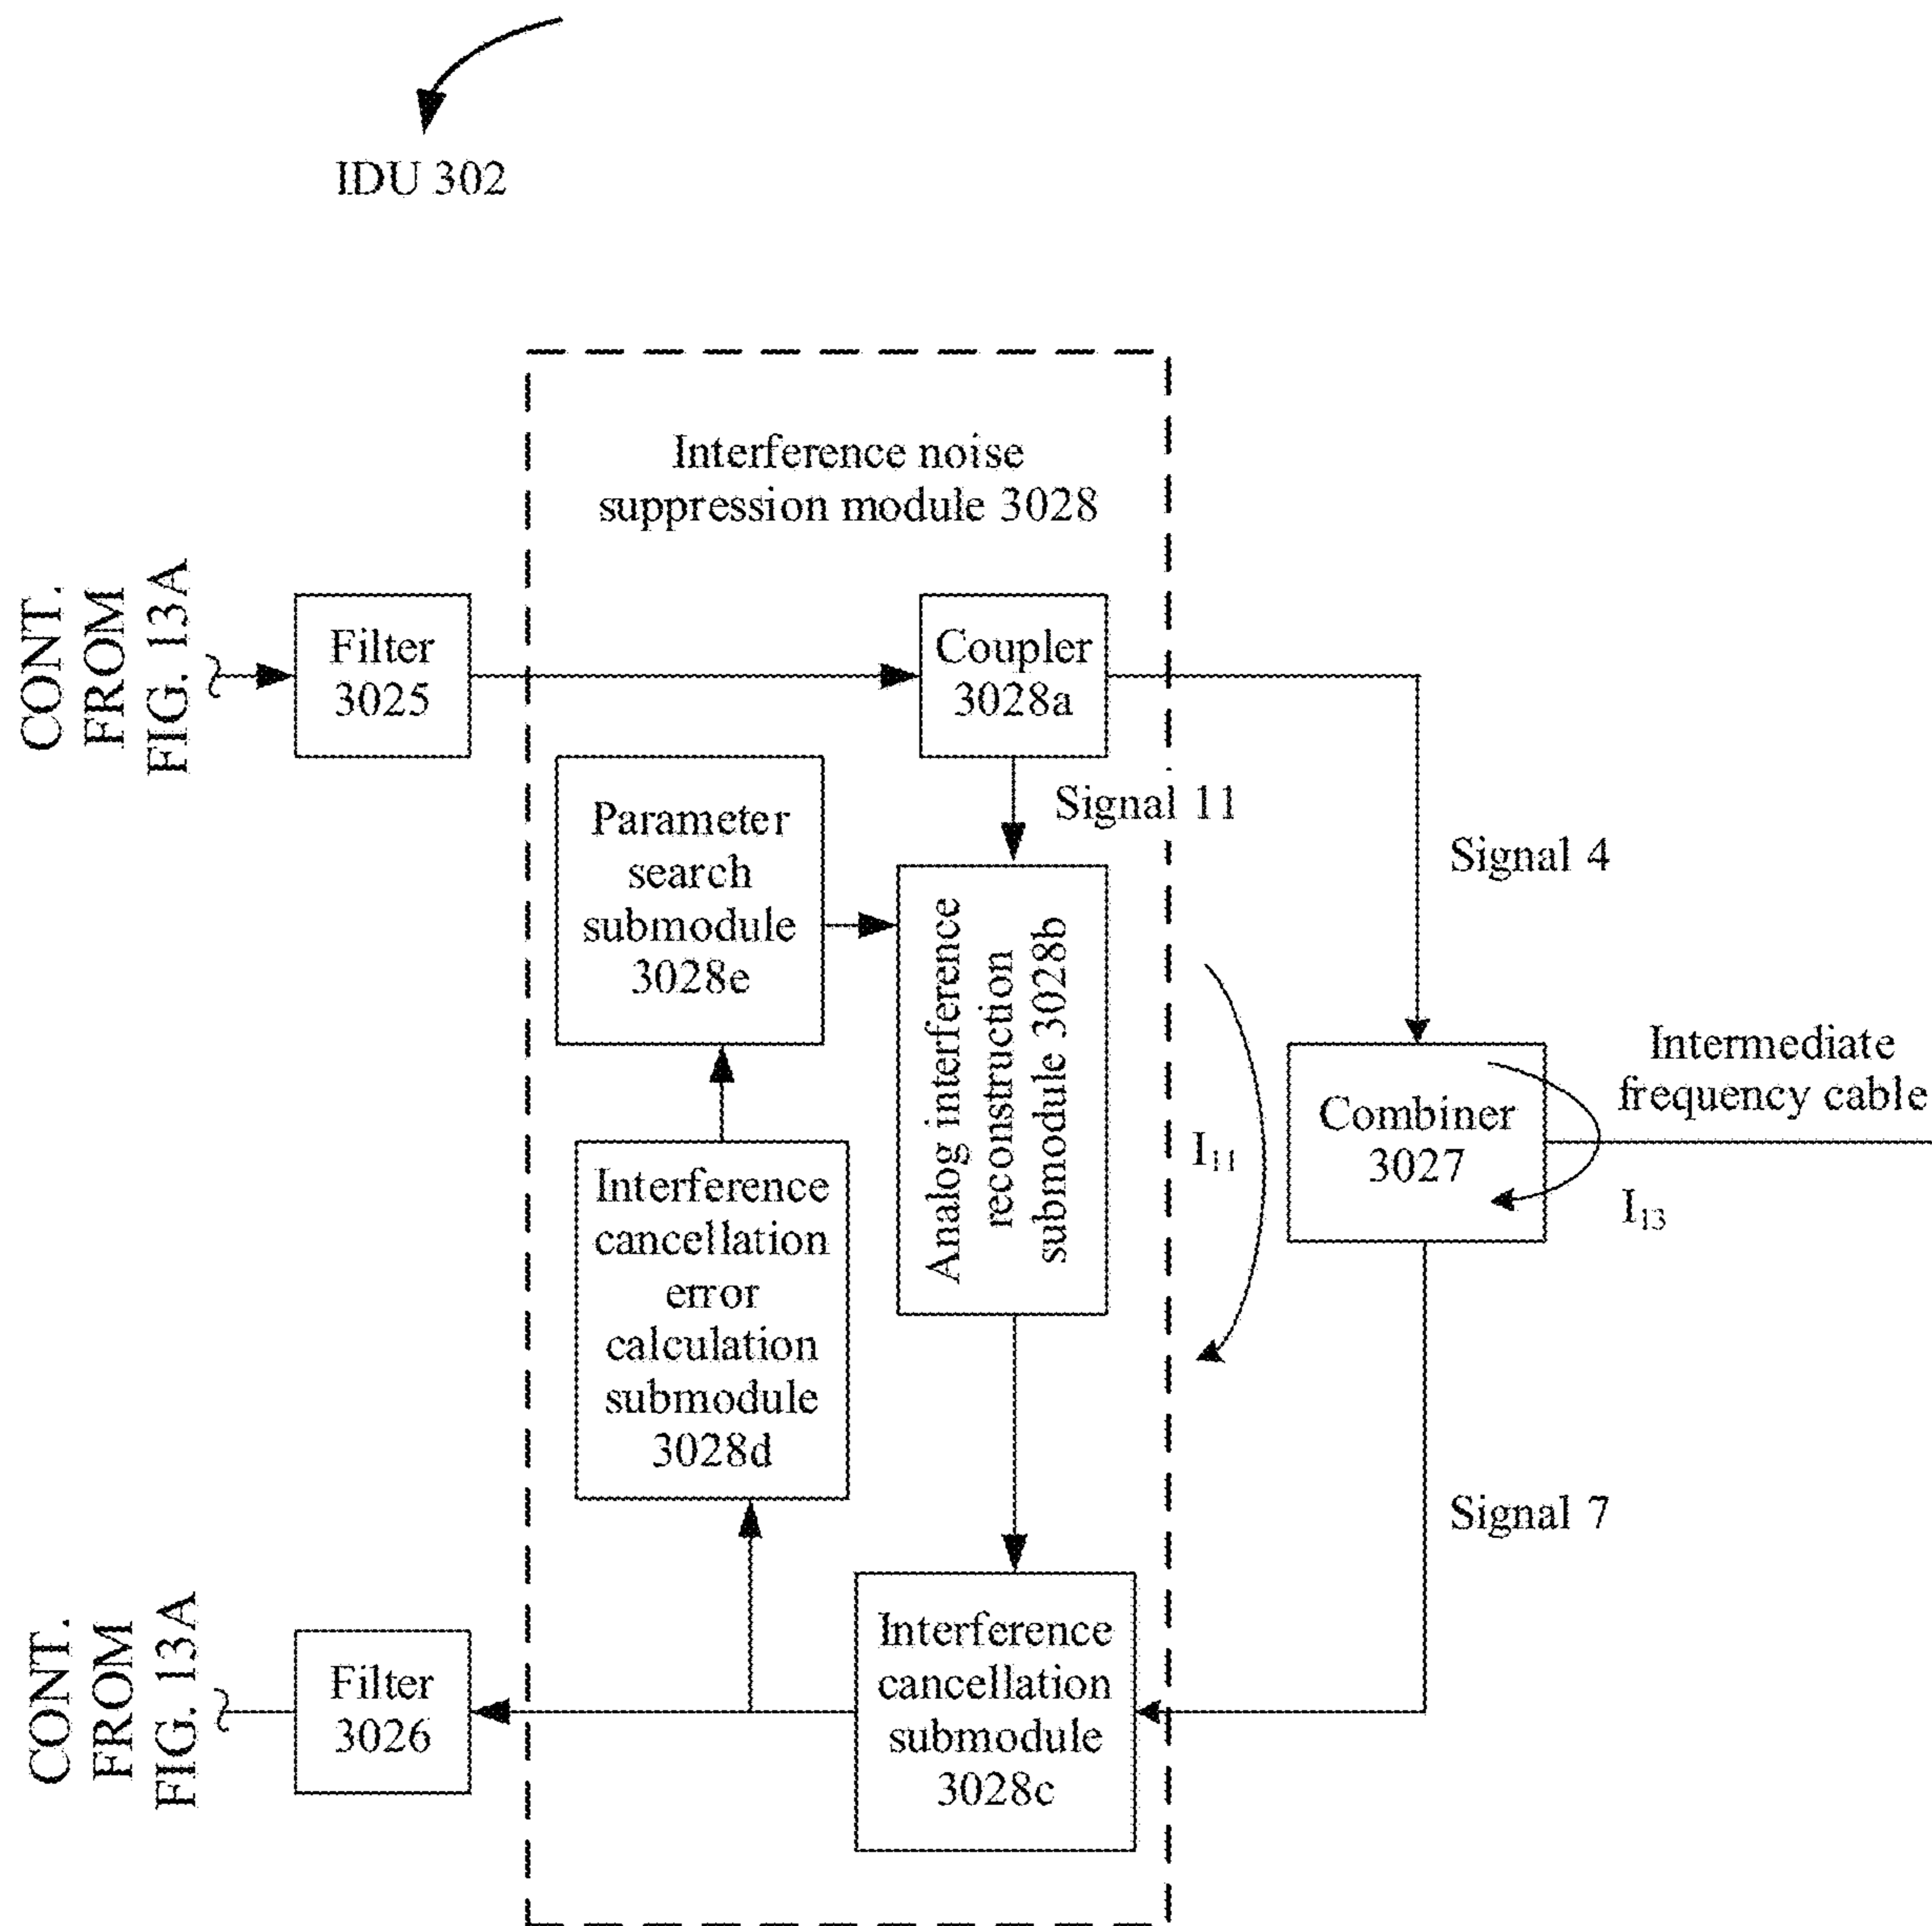 IDU 302
Interference noise
suppression module 3028
CONT.
FROM
FIG. 13A
Filter
3025
Coupler
3028a
Signal 11
Signal 4
Parameter
search
submodule
3028e
Analog interference
reconstruction
submodule 3028b
Intermediate
frequency cable
Combiner
3027
I₁₁
I₁₃
Interference
cancellation
error
calculation
submodule
3028d
Signal 7
CONT.
FROM
FIG. 13A
Filter
3026
Interference
cancellation
submodule
3028c